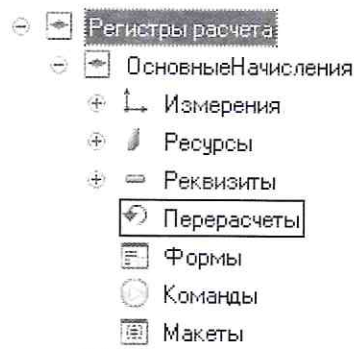 Регистры расчета
ОсновныеНачисления
Измерения
Ресурсы
Реквизиты
Перерасчеты
Формы
Команды
Макеты